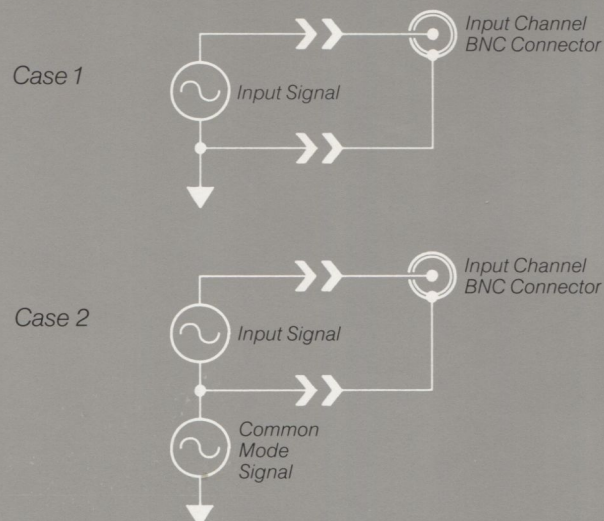 Case 1
Input Signal
Input Channel
BNC Connector
Case 2
Input Signal
Input Channel
BNC Connector
Common
Mode
Signal